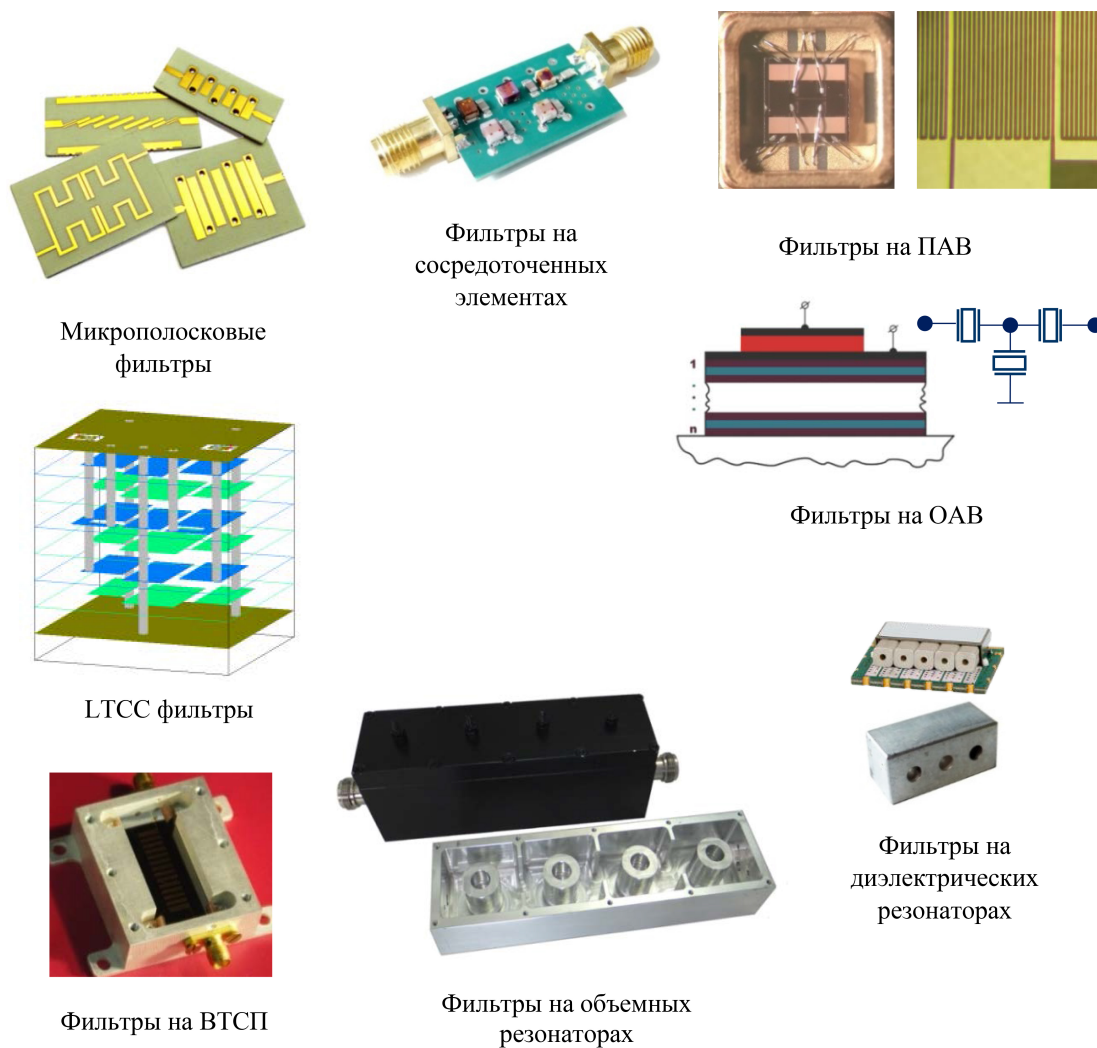 Фильтры на
сосредоточенных
элементах
Фильтры на ПАВ
Микрополосковые
фильтры
1
n
Фильтры на ОАВ
LTCC фильтры
Фильтры на
диэлектрических
резонаторах
Фильтры на объемных
резонаторах
Фильтры на ВТСП